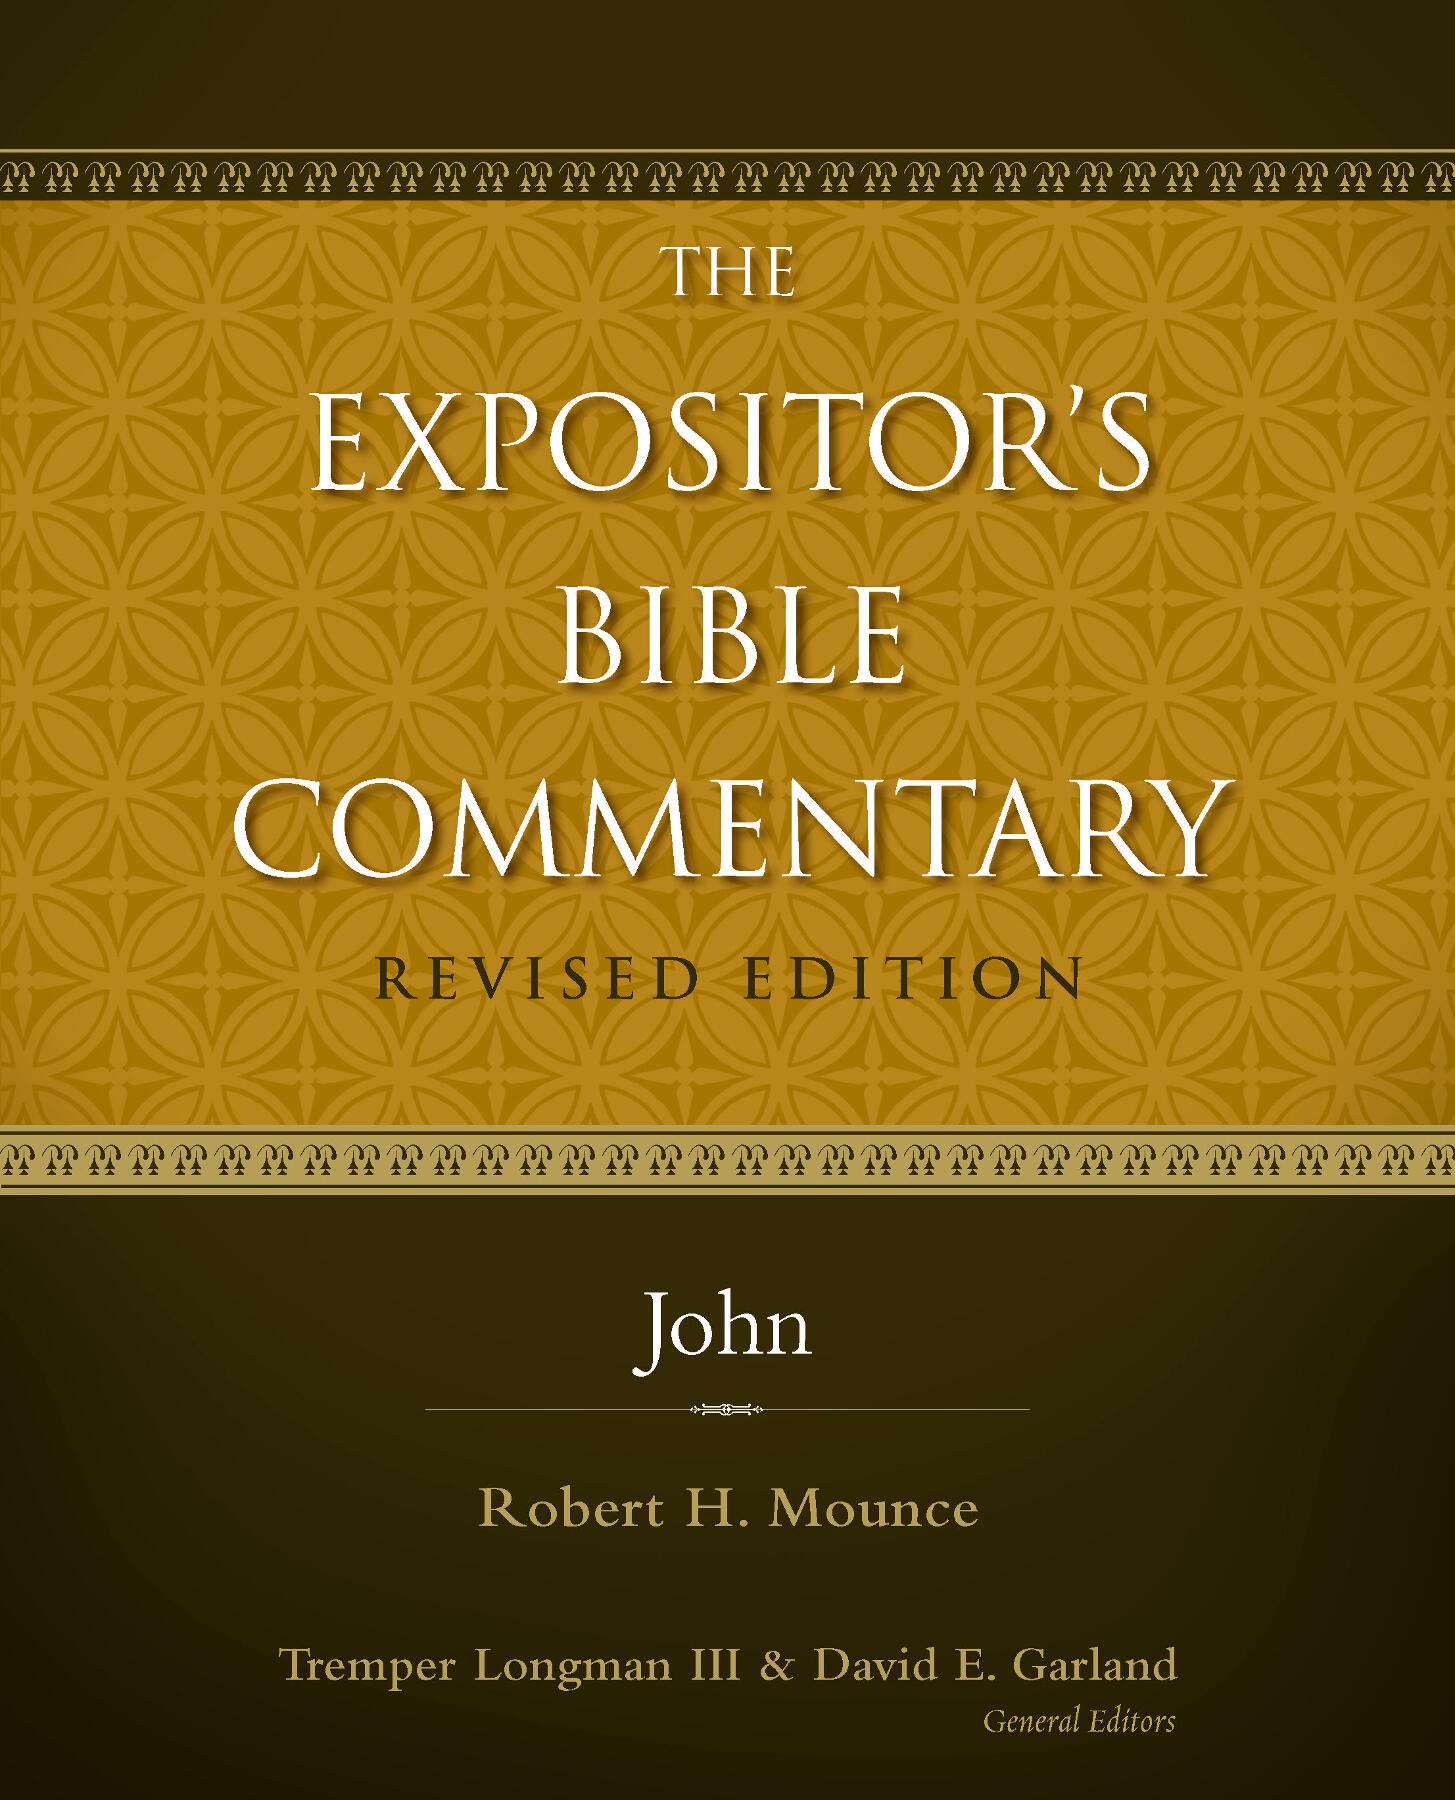 THE
EXPOSITOR'S
BIBLE
COMMENTARY
REVISED EDITION
John
Robert H. Mounce
Tremper Longman III & David E. Garland
General Editors